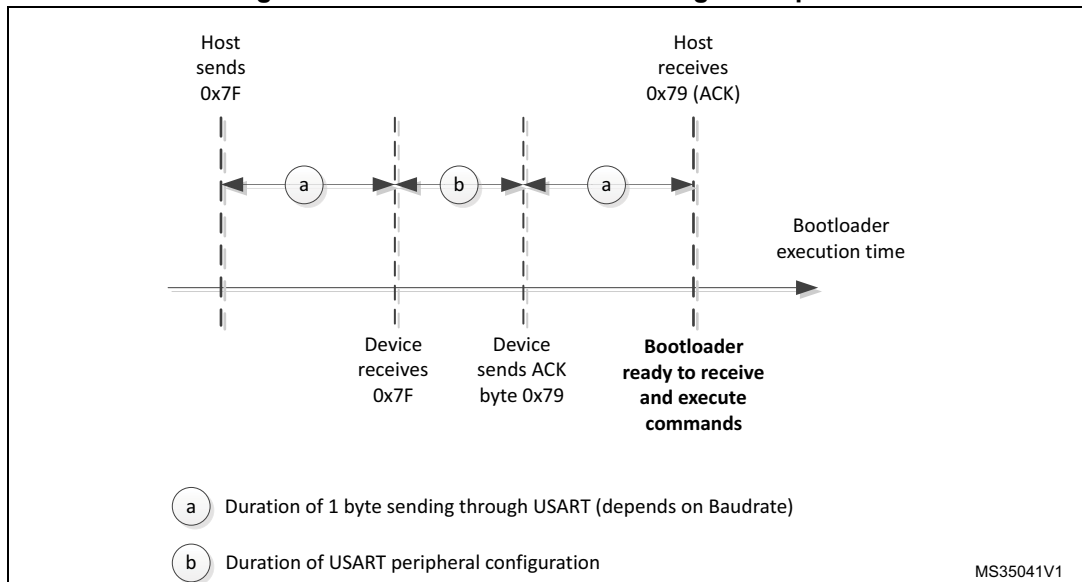 Host
sends
0x7F
Host
receives
0x79 (ACK)
a
b
a
Bootloader
execution time
Device
receives
0x7F
Device
sends ACK
byte 0x79
Bootloader
ready to receive
and execute
commands
a Duration of 1 byte sending through USART (depends on Baudrate)
b Duration of USART peripheral configuration
MS35041V1